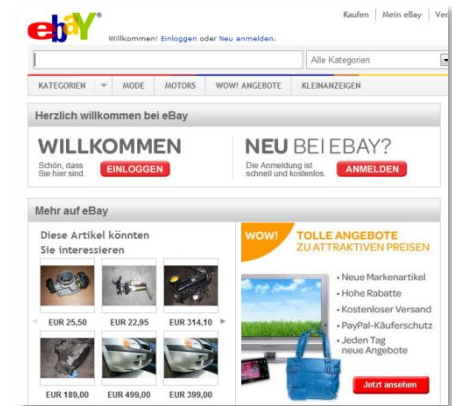 Kaufen | Mein eBay | Ver
ebaY®
Willkommen! Einloggen oder Neu anmelden.
Alle Kategorien
KATEGORIEN MODE MOTORS WOW! ANGEBOTE KLEINANZEIGEN
Herzlich willkommen bei eBay
WILLKOMMEN
Schön, dass
Sie hier sind.
EINLOGGEN
NEU BEI EBAY?
Die Anmeldung ist
schnell und kostenlos.
ANMELDEN
Mehr auf eBay
Diese Artikel könnten
Sie interessieren
EUR 25,50 EUR 22,95 EUR 314,10
EUR 189,00 EUR 499,00 EUR 399,00
WOW!
TOLLE ANGEBOTE
ZU ATTRAKTIVEN PREISEN
• Neue Markenartikel
• Hohe Rabatte
• Kostenloser Versand
• PayPal-Käuferschutz
• Jeden Tag
neue Angebote
Jetzt ansehen